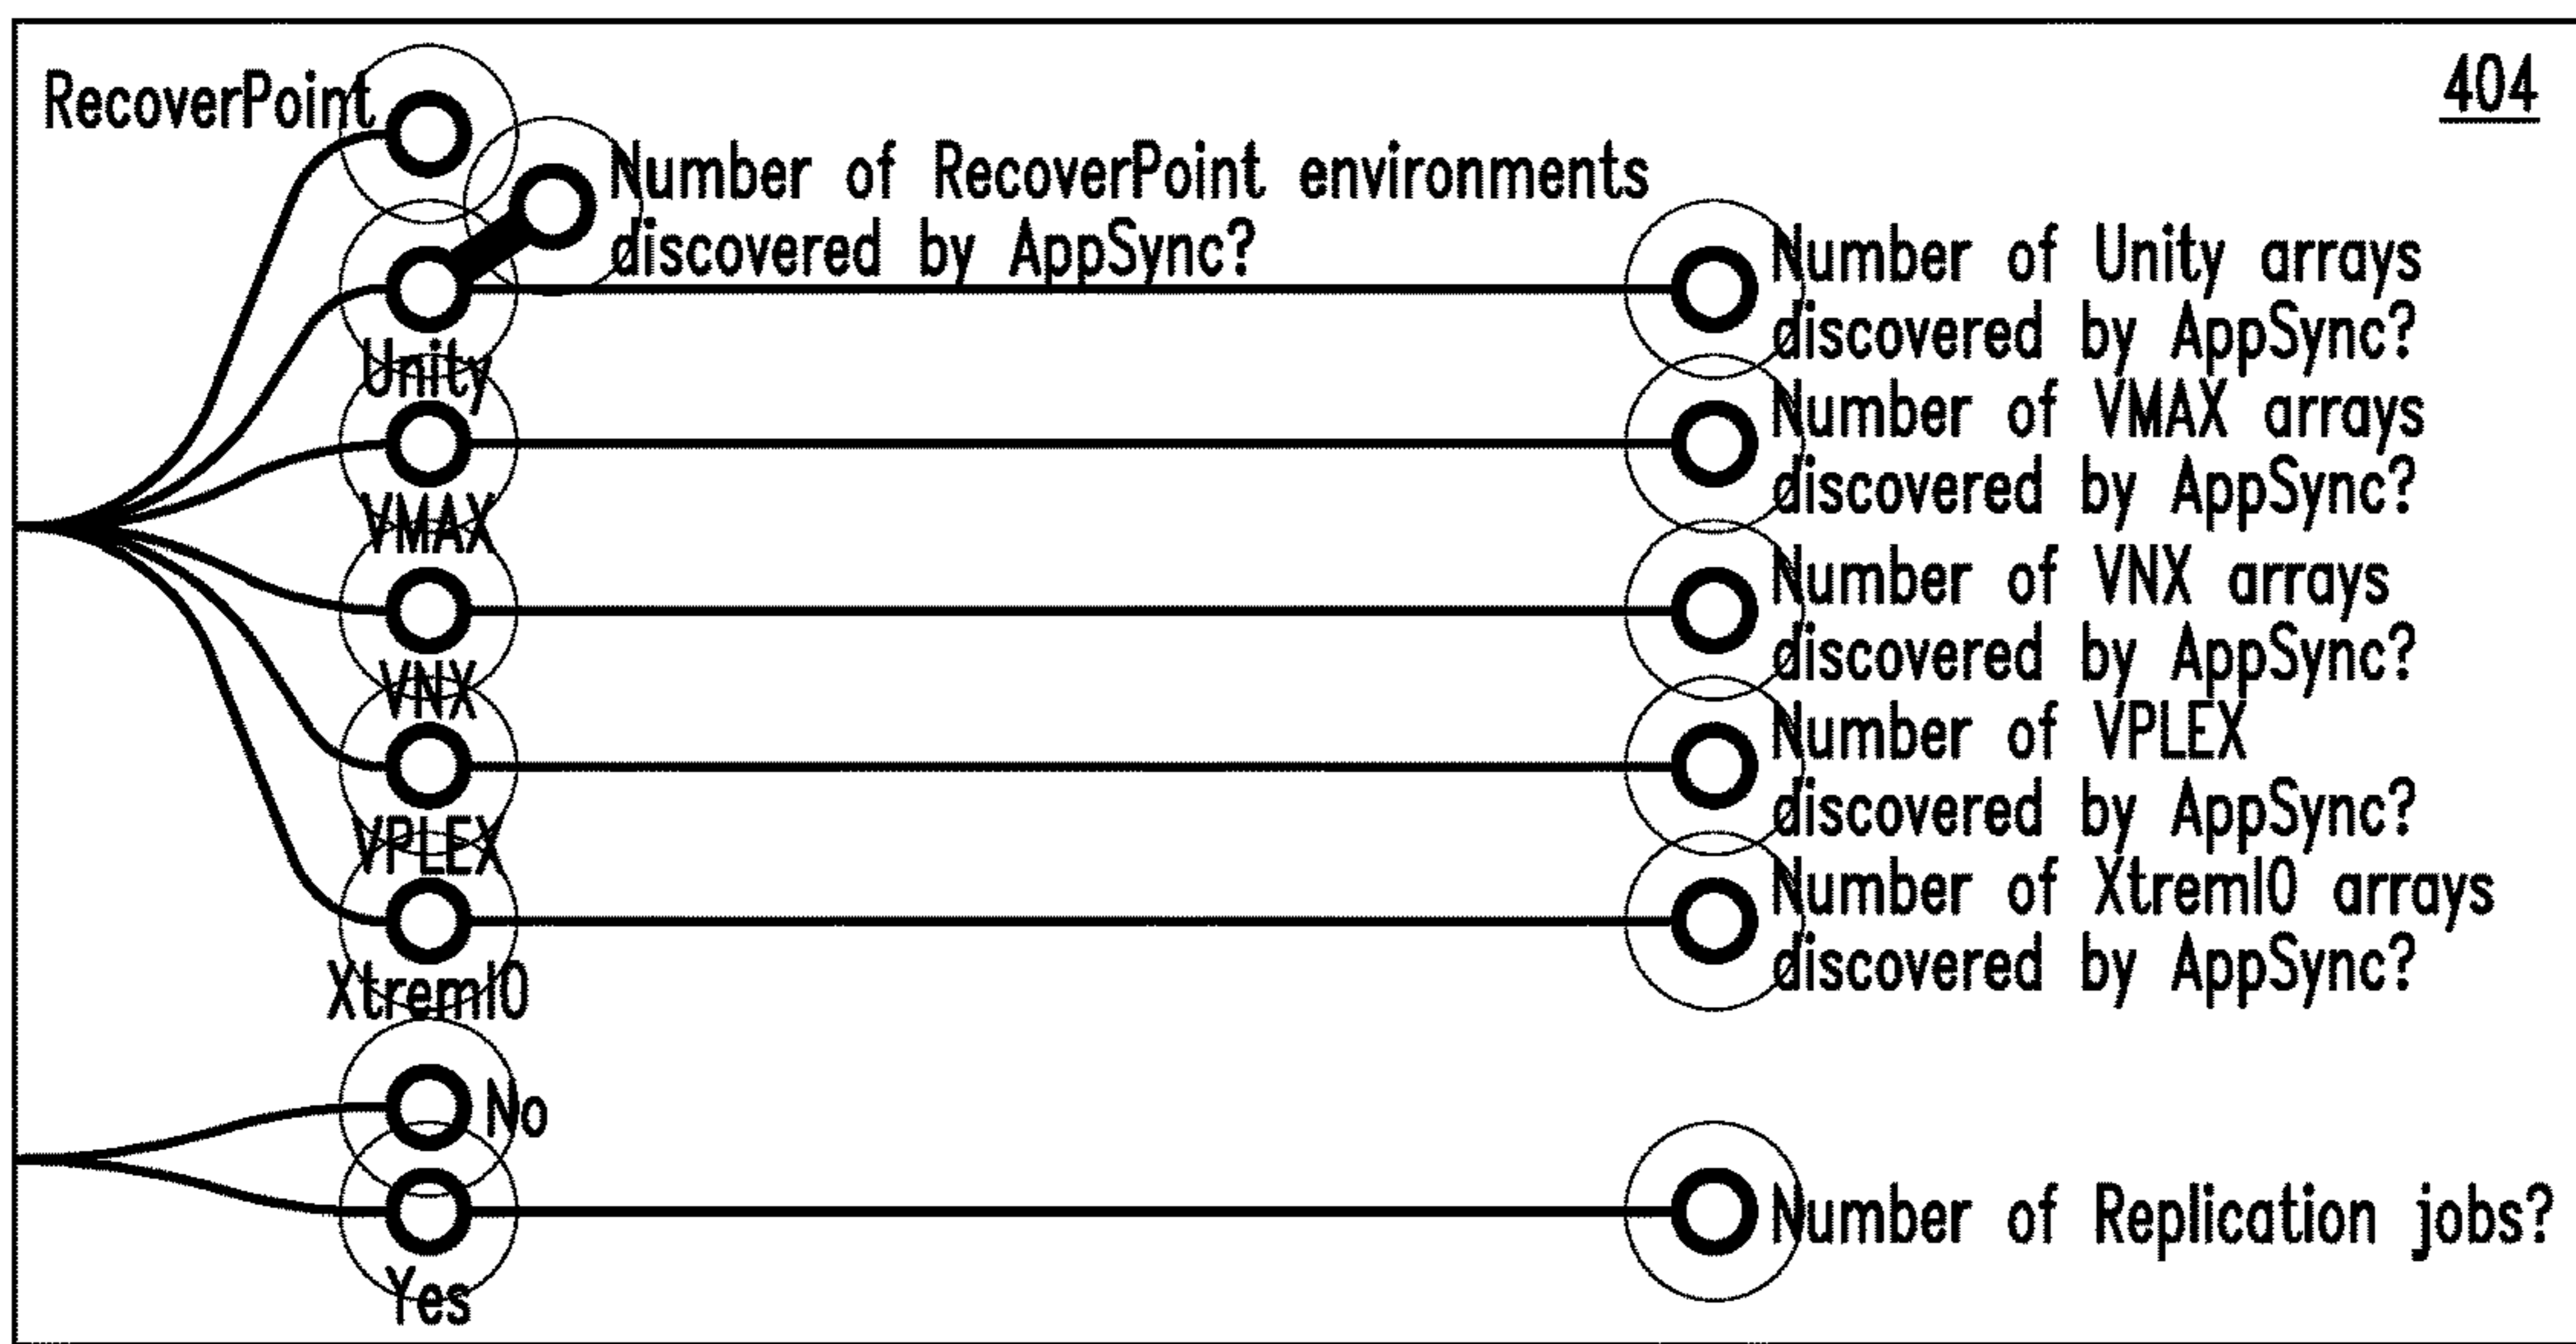 RecoverPoint
404
Number of RecoverPoint environments
discovered by AppSync?
Unity
Number of Unity arrays
discovered by AppSync?
VMAX
Number of VMAX arrays
discovered by AppSync?
VNX
Number of VNX arrays
discovered by AppSync?
VPLEX
Number of VPLEX
discovered by AppSync?
XtremIO
Number of XtremIO arrays
discovered by AppSync?
No
Yes
Number of Replication jobs?